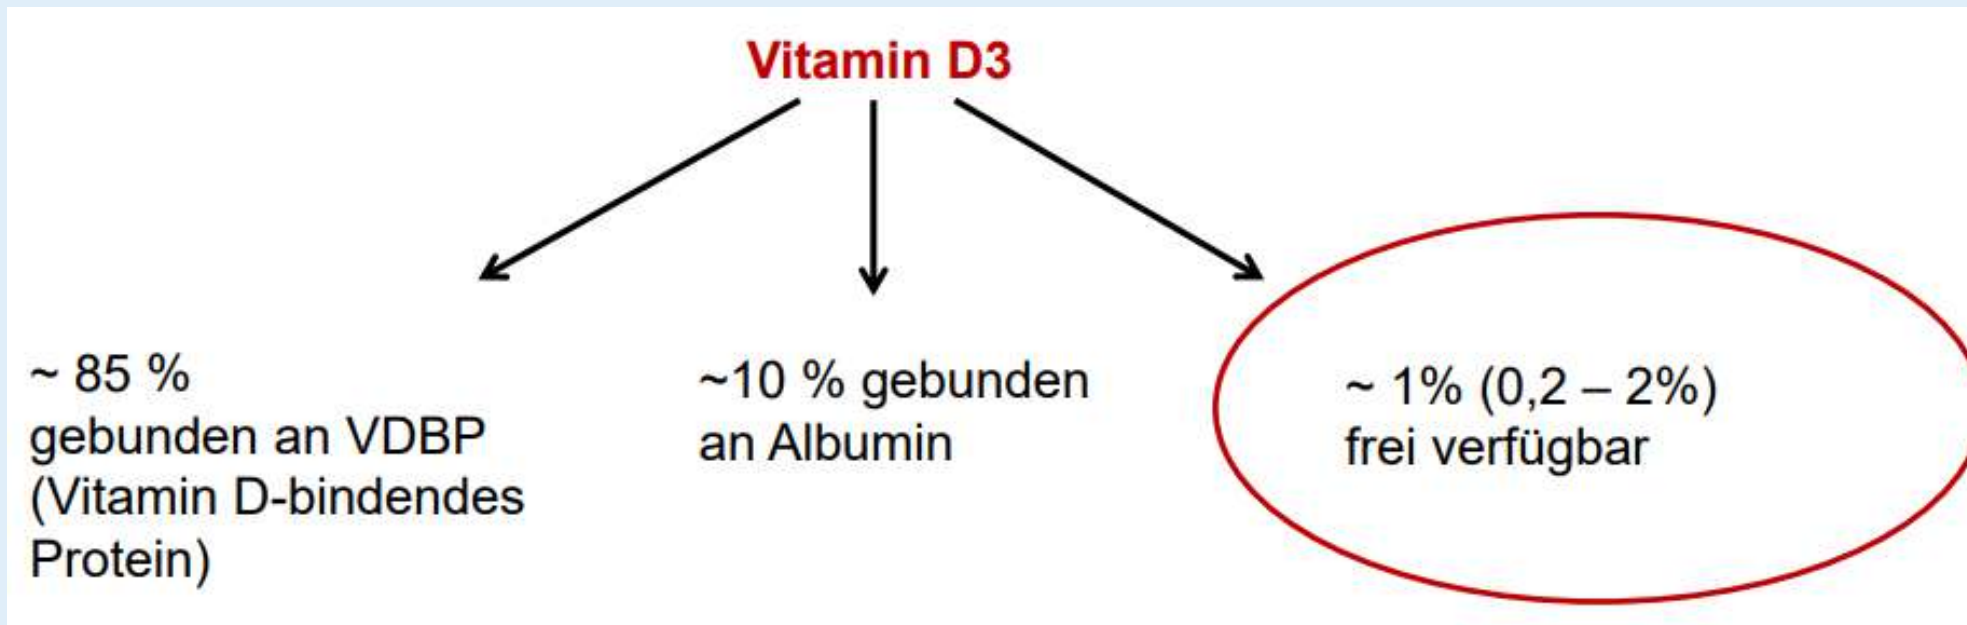 Vitamin D3
~ 85 %
gebunden an VDBP
(Vitamin D-bindendes
Protein)
~10 % gebunden
an Albumin
~ 1% (0,2 – 2%)
frei verfügbar